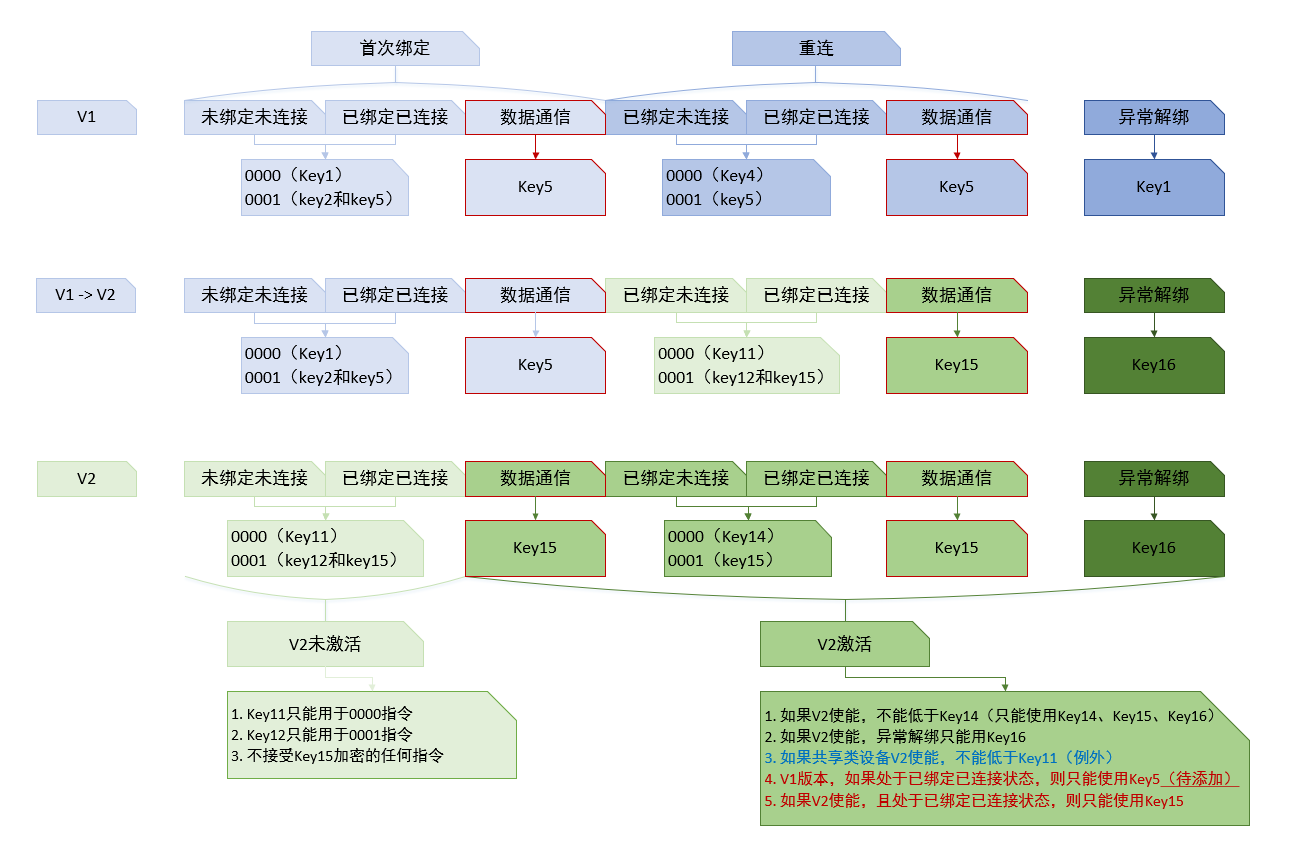 首次绑定
重连
V1
未绑定未连接
已绑定已连接
数据通信
已绑定未连接
已绑定已连接
数据通信
异常解绑
0000（Key1）
0001（key2和key5）
Key5
0000（Key4）
0001（key5）
Key5
Key1
V1 -> V2
未绑定未连接
已绑定已连接
数据通信
已绑定未连接
已绑定已连接
数据通信
异常解绑
0000（Key1）
0001（key2和key5）
Key5
0000（Key11）
0001（key12和key15）
Key15
Key16
V2
未绑定未连接
已绑定已连接
数据通信
已绑定未连接
已绑定已连接
数据通信
异常解绑
0000（Key11）
0001（key12和key15）
Key15
0000（Key14）
0001（key15）
Key15
Key16
V2未激活
1. Key11只能用于0000指令
2. Key12只能用于0001指令
3. 不接受Key15加密的任何指令
V2激活
1. 如果V2使能，不能低于Key14（只能使用Key14、Key15、Key16）
2. 如果V2使能，异常解绑只能用Key16
3. 如果共享类设备V2使能，不能低于Key11（例外）
4. V1版本，如果处于已绑定已连接状态，则只能使用Key5（待添加）
5. 如果V2使能，且处于已绑定已连接状态，则只能使用Key15